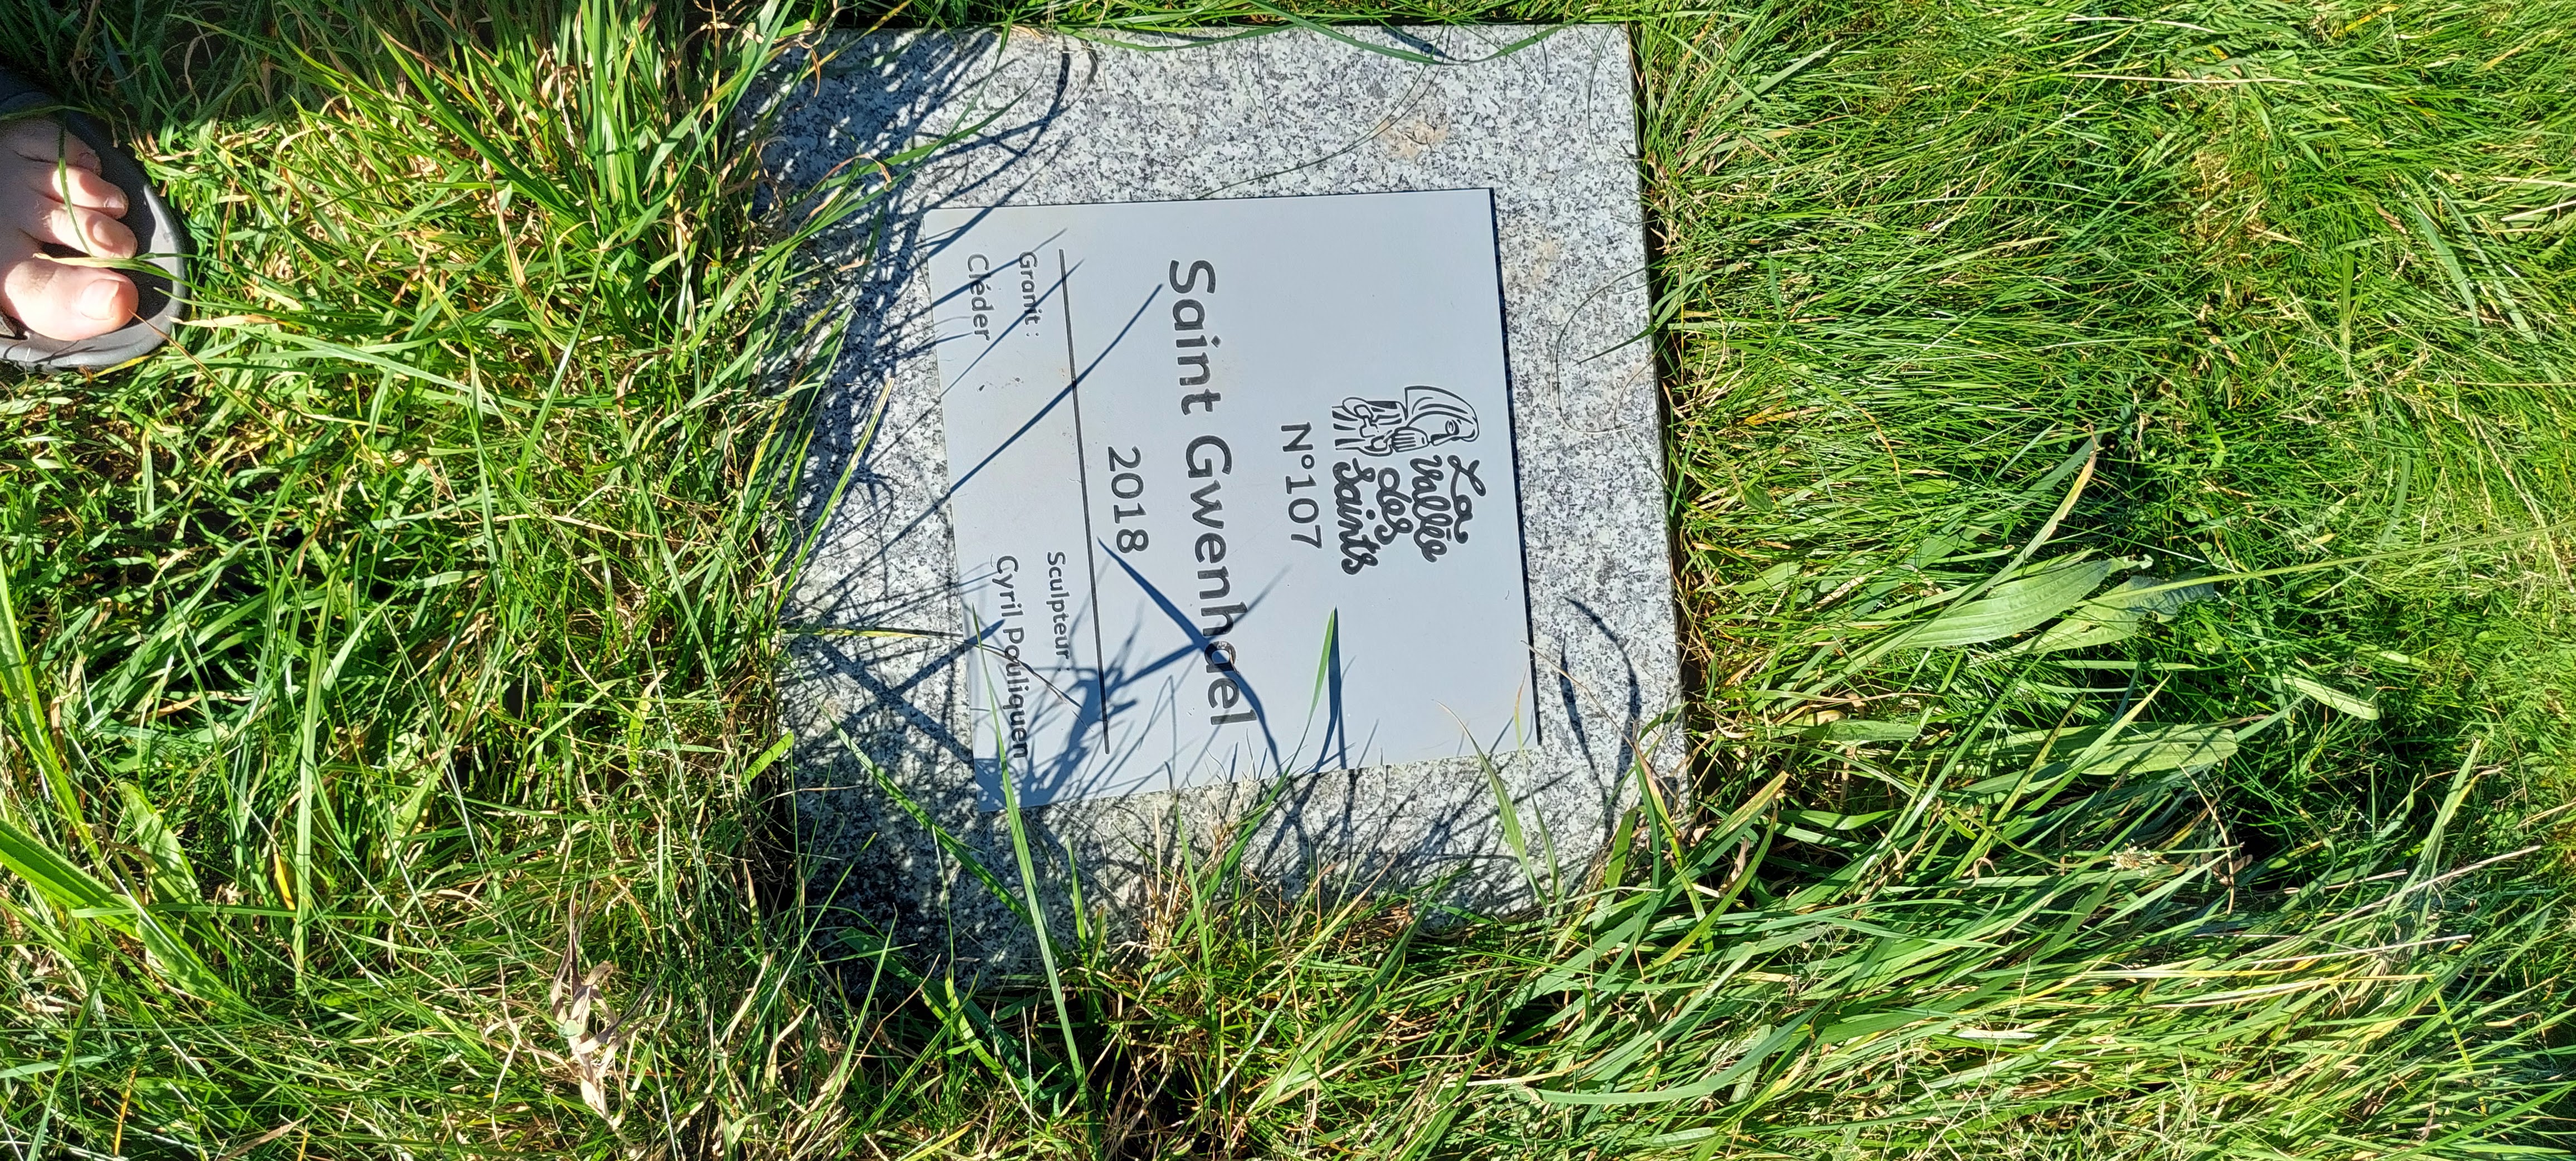 La
Vallée
des
Saints
N°107
Saint Gwenhael
2018
Granit :
Cléder
Sculpteur :
Cyril Pouliquen